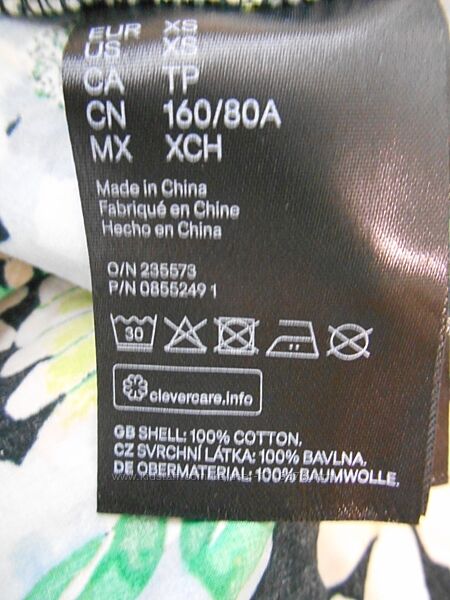 EUR XS
US XS
CA TP
CN 160/80A
MX XCH
Made in China
Fabriqué en Chine
Hecho en China
O/N 235573
P/N 0855249 1
30
clevercare.info
GB SHELL: 100% COTTON.
CZ SVRCHNÍ LÁTKA: 100% BAVLNA.
DE OBERMATERIAL: 100% BAUMWOLLE.